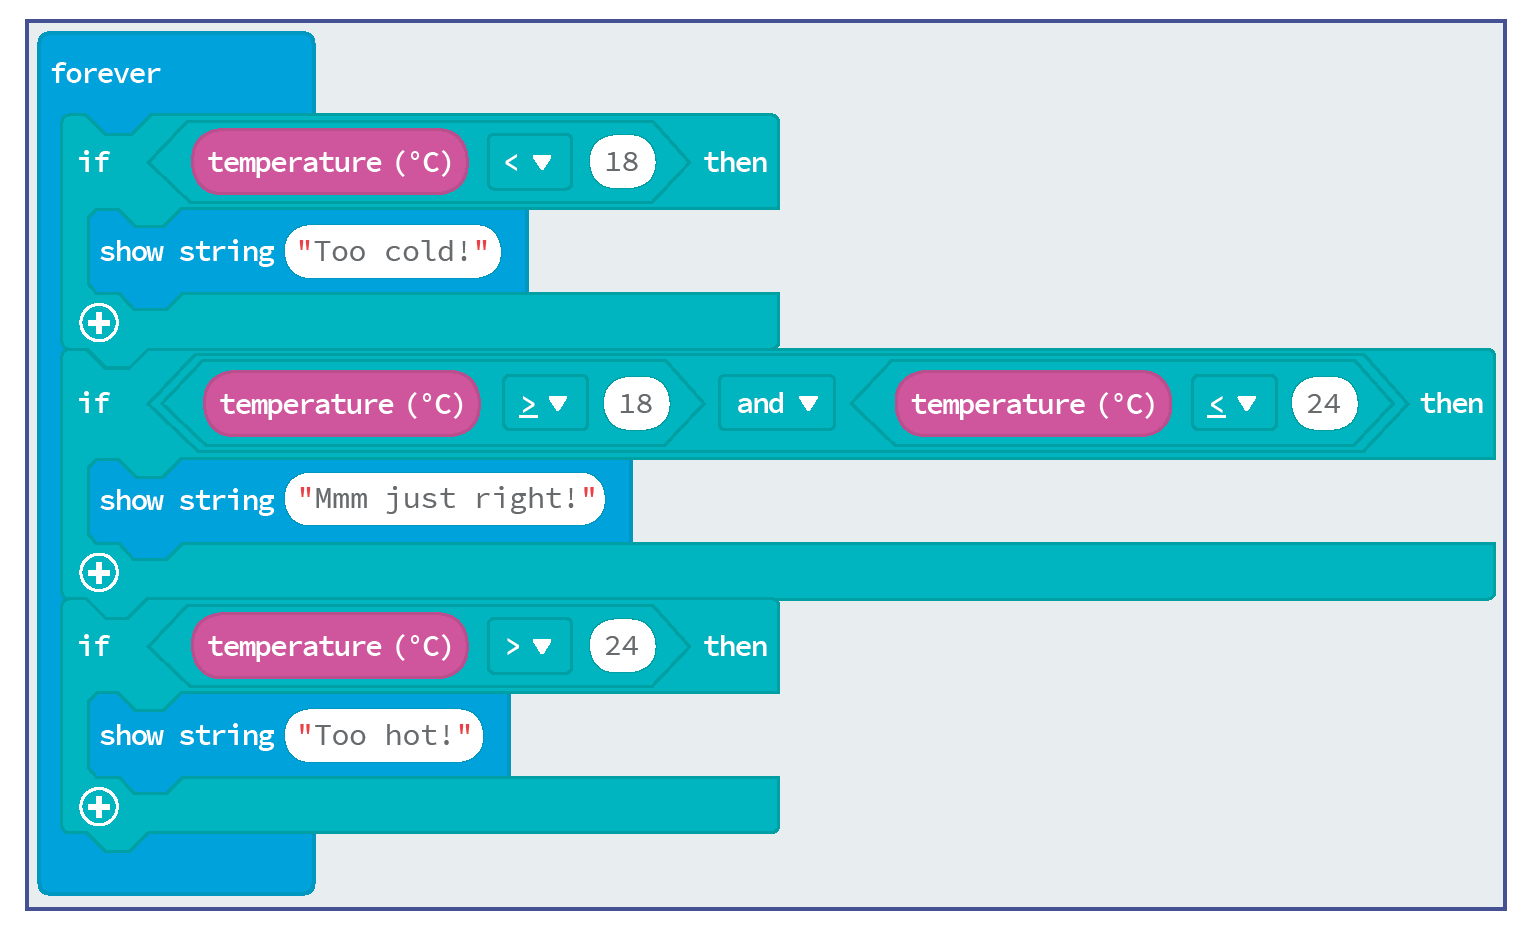 forever
if temperature (°C) < 18 then
show string "Too cold!"
if temperature (°C) ≥ 18 and temperature (°C) ≤ 24 then
show string "Mmm just right!"
if temperature (°C) > 24 then
show string "Too hot!"